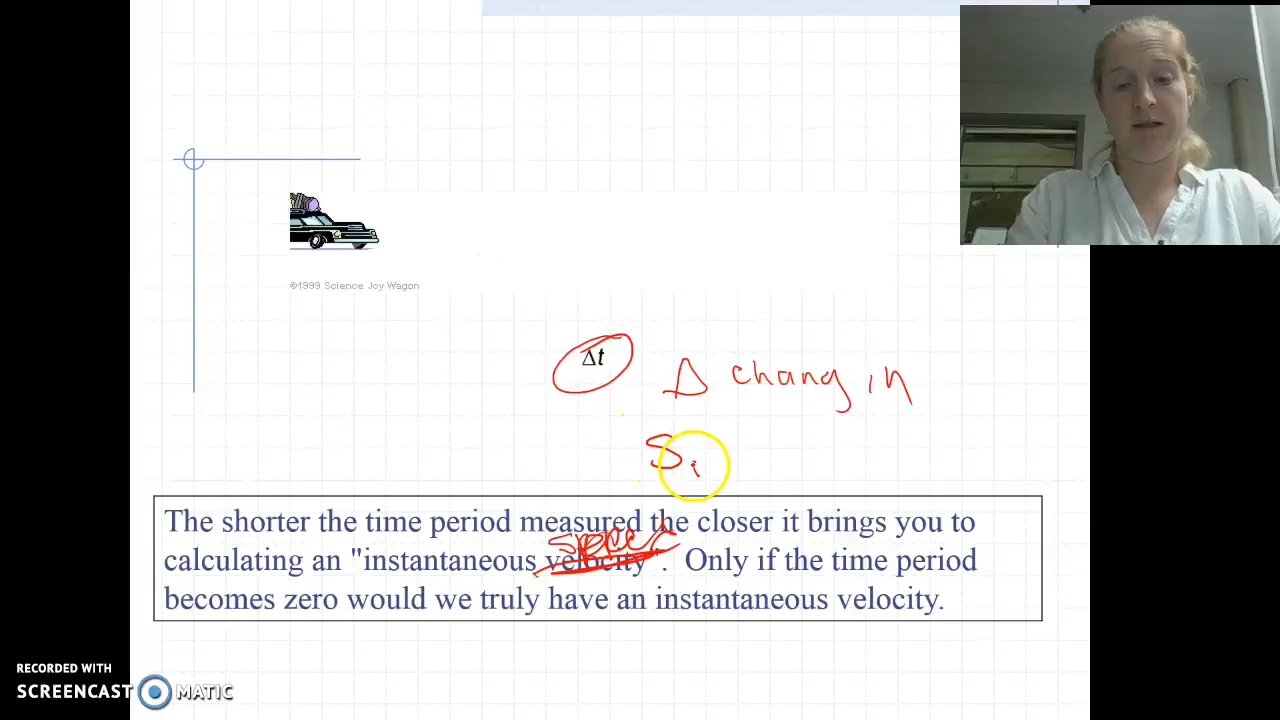 ©1999 Science Joy Wagon
Δt
Δ chang in
Si
speed
The shorter the time period measured the closer it brings you to
calculating an "instantaneous velocity". Only if the time period
becomes zero would we truly have an instantaneous velocity.
RECORDED WITH
SCREENCAST MATIC